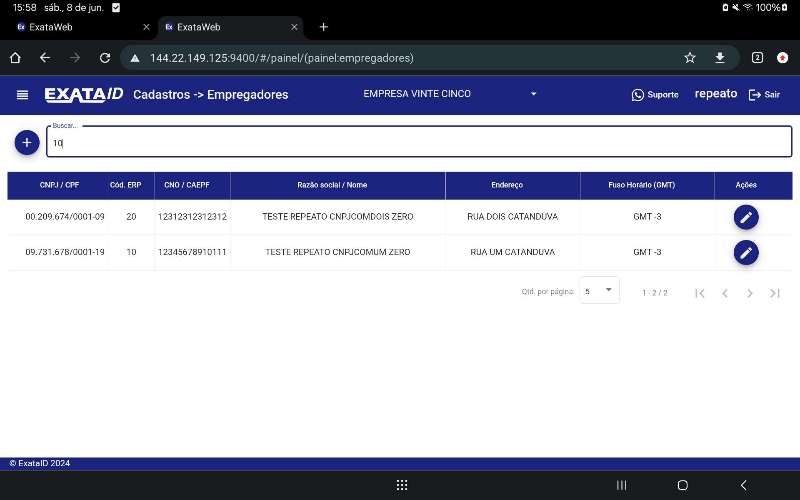 15:58 sáb., 8 de jun. 100%
ExataWeb ExataWeb
144.22.149.125:9400/#/painel/(painel:empregadores) 2
EXATAID Cadastros -> Empregadores EMPRESA VINTE CINCO Suporte repeato Sair
Buscar...
10
CNPJ / CPF Cód. ERP CNO / CAEPF Razão social / Nome Endereço Fuso Horário (GMT) Ações
00.209.674/0001-09 20 12312312312312 TESTE REPEATO CNPJCOMDOIS ZERO RUA DOIS CATANDUVA GMT -3
09.731.678/0001-19 10 12345678910111 TESTE REPEATO CNPJCOMUM ZERO RUA UM CATANDUVA GMT -3
Qtd. por página: 5 1 - 2 / 2
© ExataID 2024